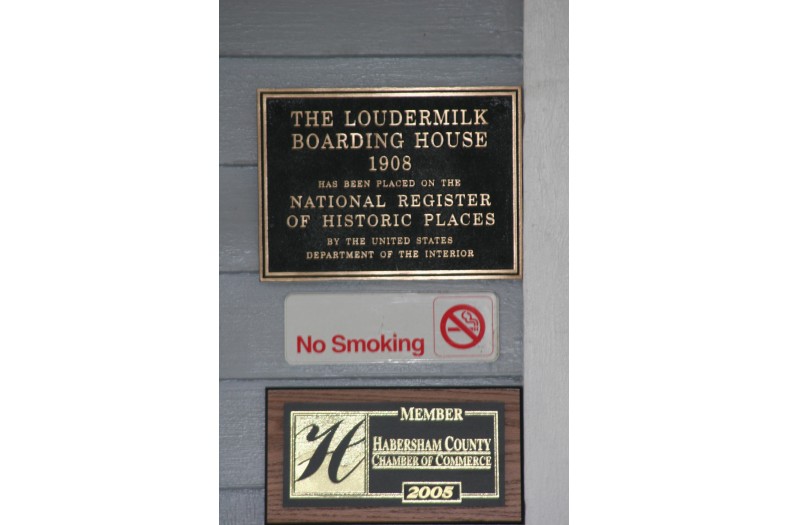 THE LOUDERMILK
BOARDING HOUSE
1908
HAS BEEN PLACED ON THE
NATIONAL REGISTER
OF HISTORIC PLACES
BY THE UNITED STATES
DEPARTMENT OF THE INTERIOR
No Smoking
MEMBER
H
HABERSHAM COUNTY
CHAMBER OF COMMERCE
2005